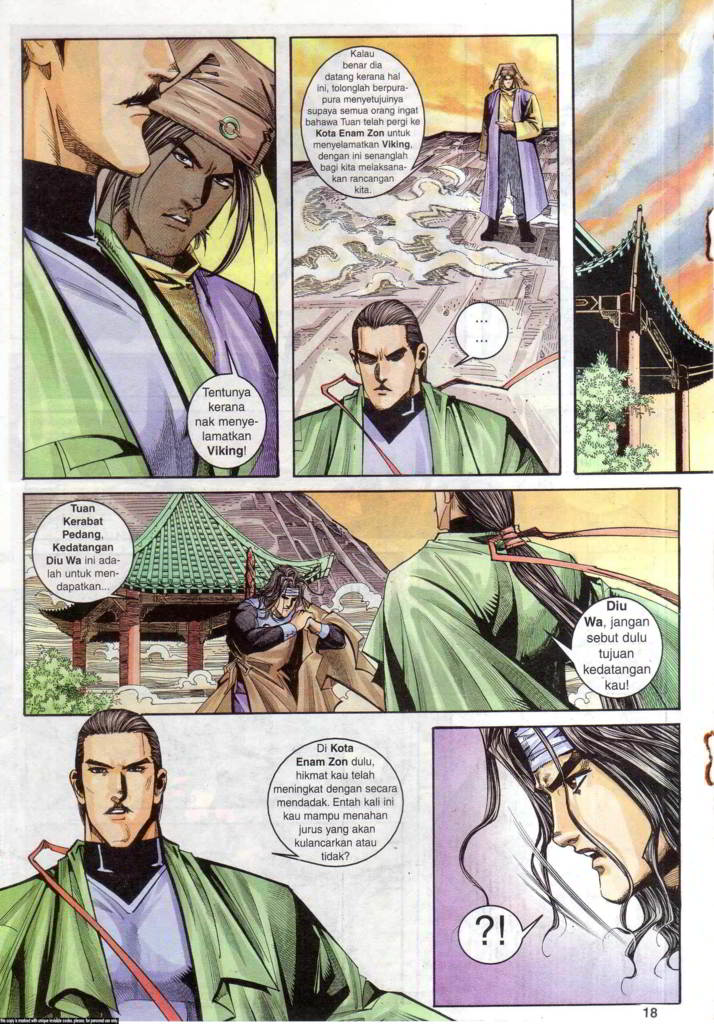 Tentunya
kerana
nak menye-
lamatkan
Viking!
Kalau
benar dia
datang kerana hal
ini, tolonglah berpura-
pura menyetujuinya
supaya semua orang ingat
bahawa Tuan telah pergi ke
Kota Enam Zon untuk
menyelamatkan Viking,
dengan ini senanglah
bagi kita melaksana-
kan rancangan
kita.
...
...
Tuan
Kerabat
Pedang,
Kedatangan
Diu Wa ini ada-
lah untuk men-
dapatkan...
Diu
Wa, jangan
sebut dulu
tujuan
kedatangan
kau!
Di Kota
Enam Zon dulu,
hikmat kau telah
meningkat dengan secara
mendadak. Entah kali ini
kau mampu menahan
jurus yang akan
kulancarkan atau
tidak?
?!
18